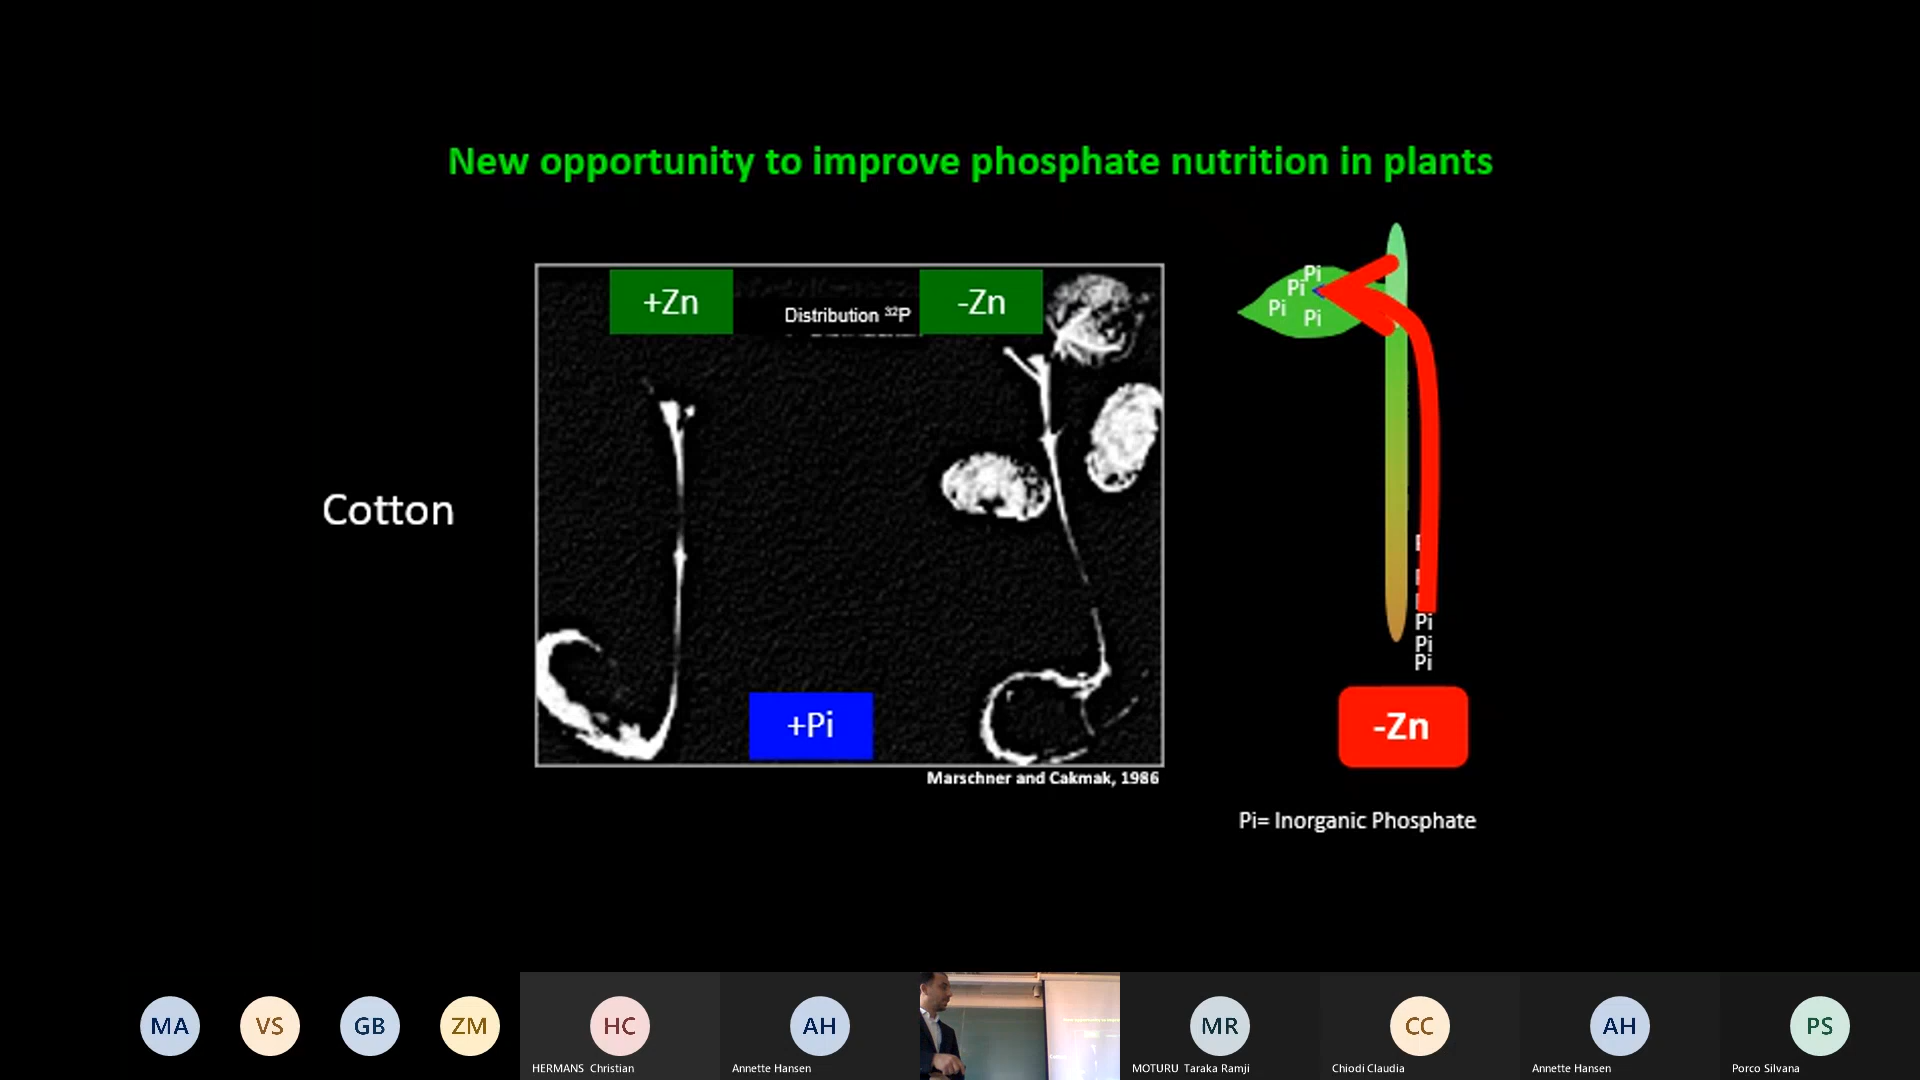 New opportunity to improve phosphate nutrition in plants
+Zn
Distribution ³²P
-Zn
Pi
Pi
Pi
Pi
Cotton
Pi
Pi
Pi
+Pi
-Zn
Marschner and Cakmak, 1986
Pi= Inorganic Phosphate
MA
VS
GB
ZM
HC
HERMANS Christian
AH
Annette Hansen
MR
MOTURU Taraka Ramji
CC
Chiodi Claudia
AH
Annette Hansen
PS
Porco Silvana